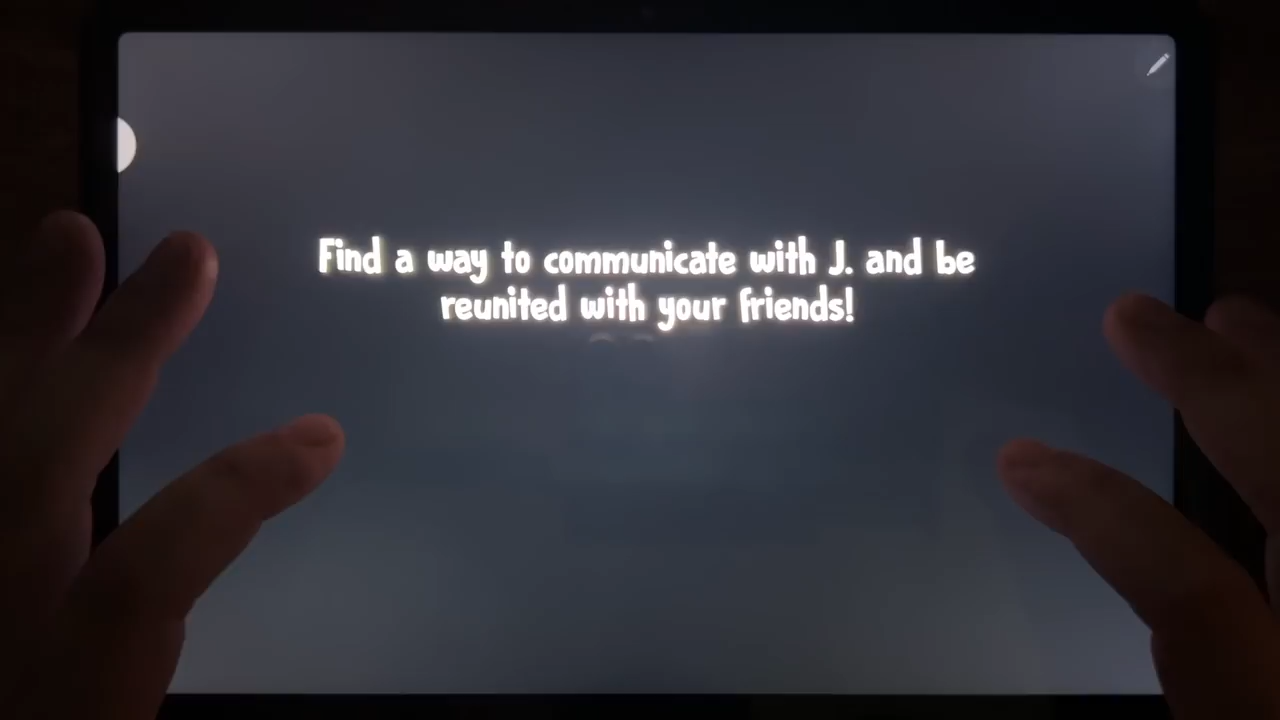 Find a way to communicate with J. and be
reunited with your friends!